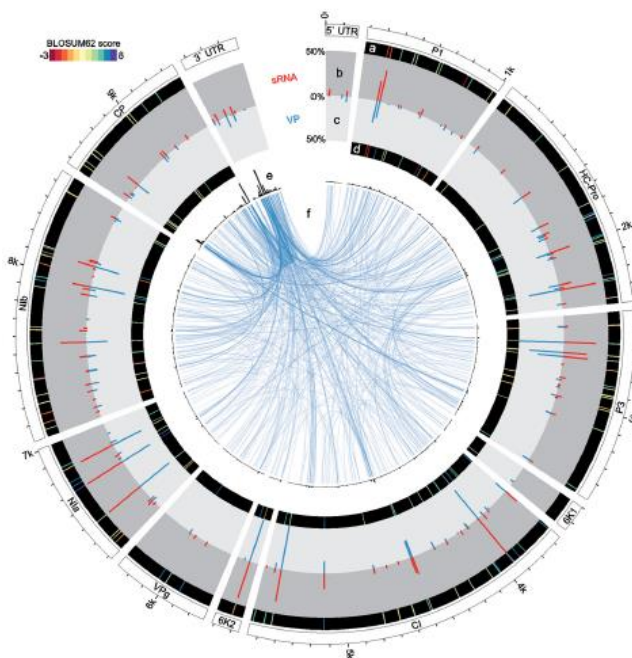 BLOSUM62 score
-3
6
3' UTR
0
5' UTR
a
P1
1k
50%
b
sRNA
0%
VP
c
50%
d
e
f
HC-Pro
2k
P3
6K1
4k
CI
5k
6K2
VPg
6k
NIa
7k
NIb
8k
CP
9k